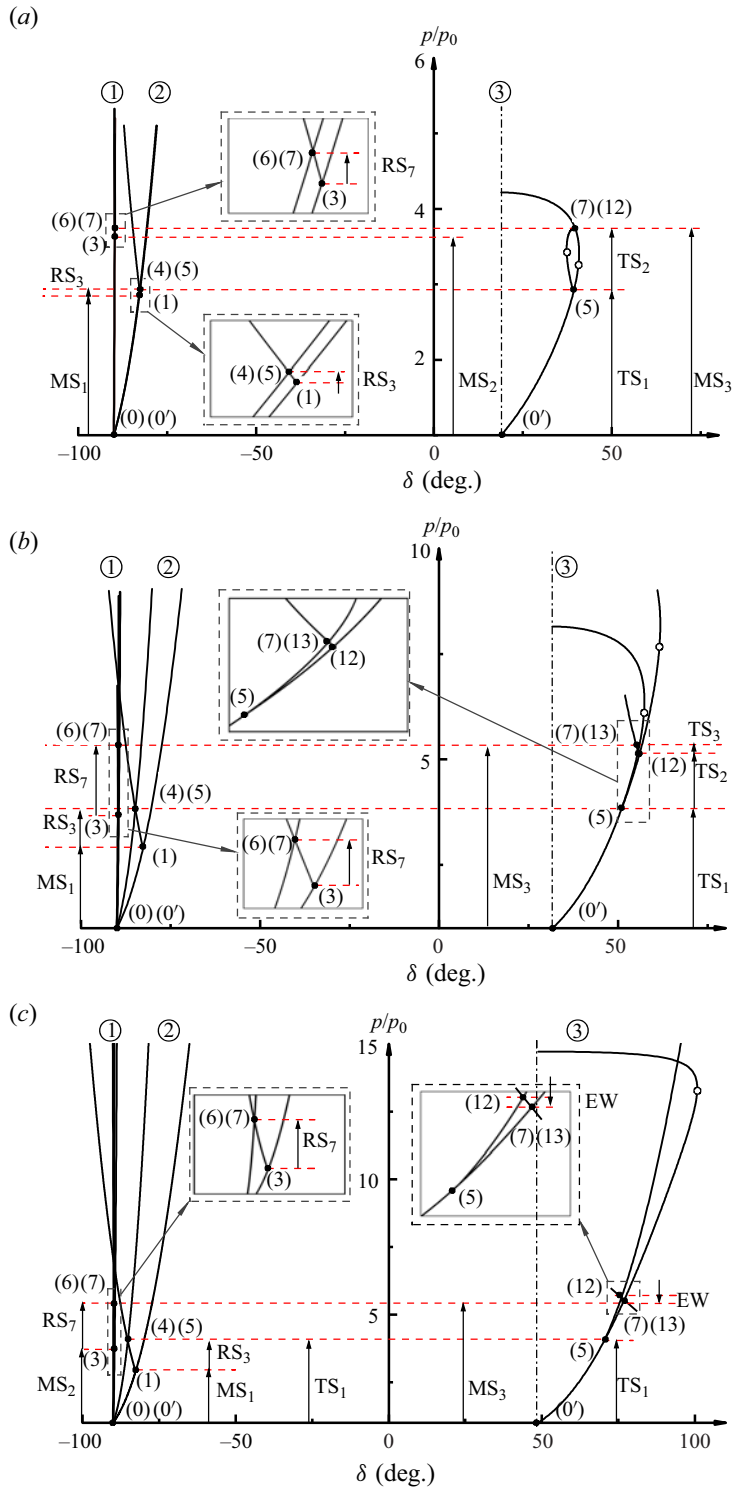 (a)
p/p0
6
① ② ③
(6)(7)
RS7
(3)
(6)(7)
(3)
4
(7)(12)
RS3
(4)(5)
(1)
TS2
(5)
(4)(5)
RS3
(1)
MS1
2
MS2
TS1
MS3
(0)(0′)
(0′)
–100 –50 0 50
δ (deg.)
(b)
p/p0
10
① ② ③
(7)(13)
(12)
(5)
(6)(7)
(7)(13)
TS3
5
(12)
TS2
RS7
(4)(5)
(5)
RS3
(3)
(6)(7)
RS7
(1)
(3)
MS1
MS3
TS1
(0)(0′)
(0′)
–100 –50 0 50
δ (deg.)
(c)
p/p0
15
① ② ③
(12)
EW
(6)(7)
RS7
(7)(13)
(3)
(5)
10
(6)(7)
(12)
5
EW
(7)(13)
RS7
(4)(5)
(5)
(3)
RS3
(1)
MS2
MS1
TS1
MS3
TS1
(0)(0′)
(0′)
–100 –50 0 50 100
δ (deg.)